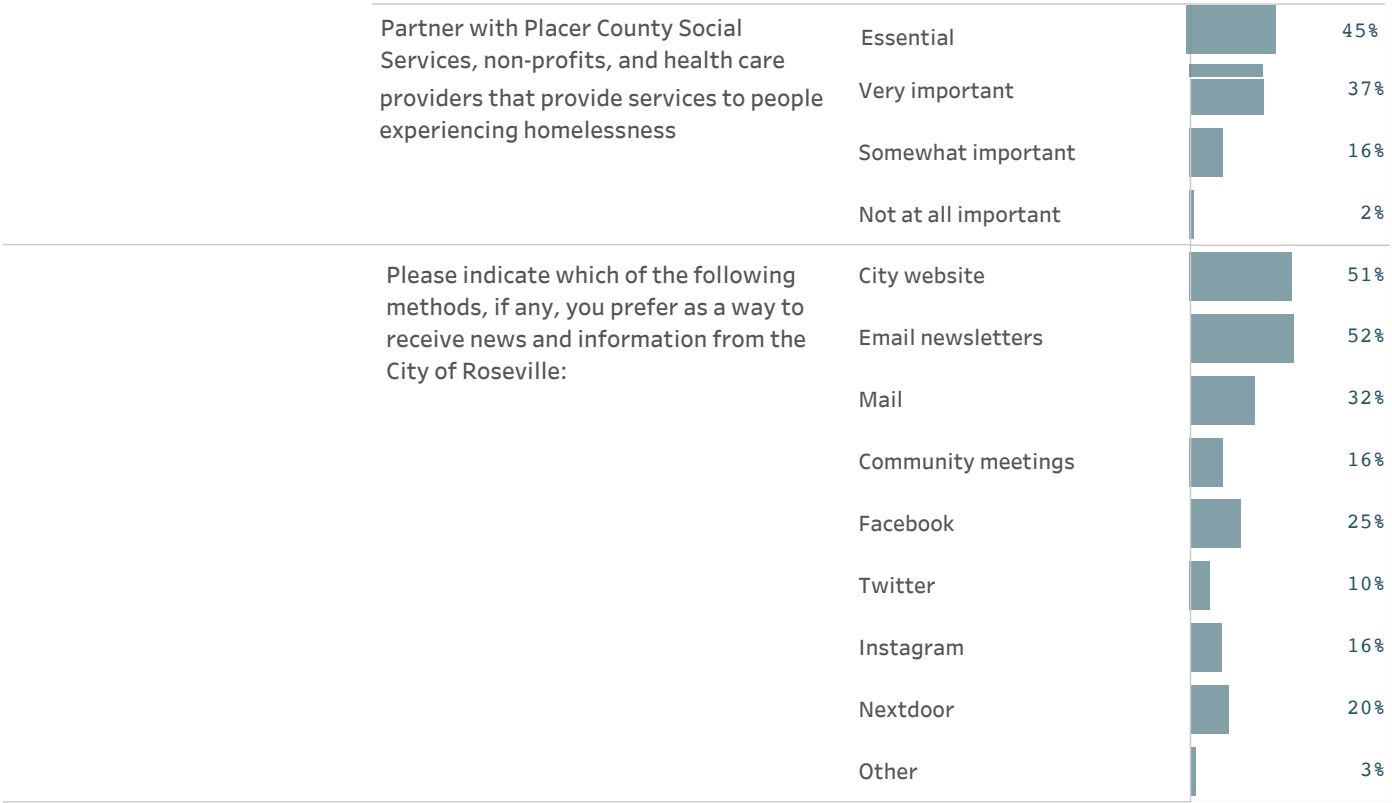 Partner with Placer County Social
Services, non-profits, and health care
providers that provide services to people
experiencing homelessness
Essential 45%
Very important 37%
Somewhat important 16%
Not at all important 2%
Please indicate which of the following
methods, if any, you prefer as a way to
receive news and information from the
City of Roseville:
City website 51%
Email newsletters 52%
Mail 32%
Community meetings 16%
Facebook 25%
Twitter 10%
Instagram 16%
Nextdoor 20%
Other 3%